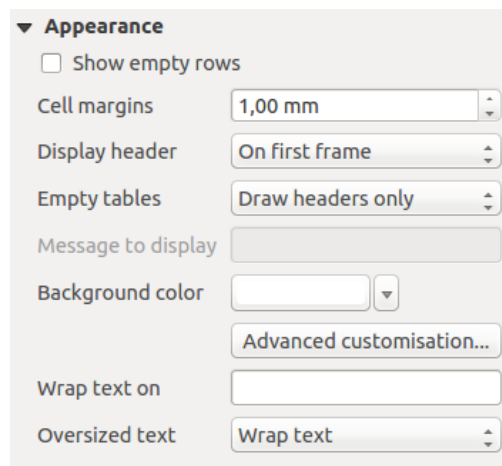 Appearance
Show empty rows
Cell margins 1,00 mm
Display header On first frame
Empty tables Draw headers only
Message to display
Background color
Advanced customisation...
Wrap text on
Oversized text Wrap text